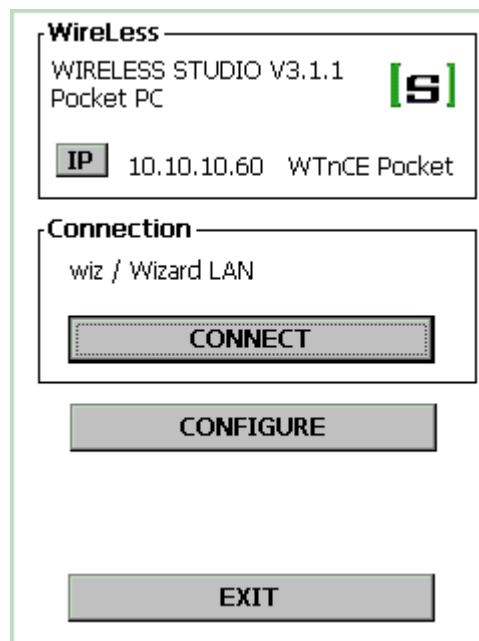 WireLess
WIRELESS STUDIO V3.1.1
Pocket PC
[S]
IP 10.10.10.60 WTnCE Pocket
Connection
wiz / Wizard LAN
CONNECT
CONFIGURE
EXIT